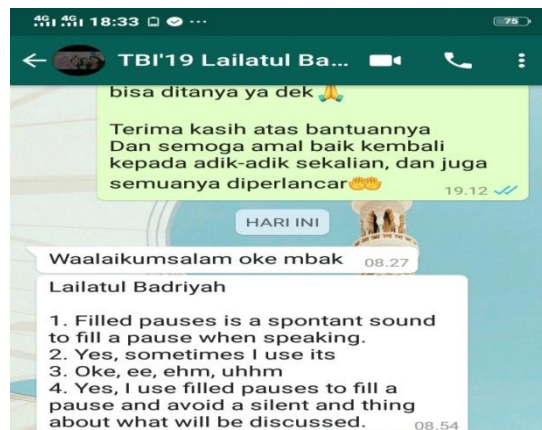 4G 4G 18:33 ...
75
TBI'19 Lailatul Ba...
bisa ditanya ya dek 🙏
Terima kasih atas bantuannya
Dan semoga amal baik kembali
kepada adik-adik sekalian, dan juga
semuanya diperlancar🤲
19.12
HARI INI
Waalaikumsalam oke mbak 08.27
Lailatul Badriyah
1. Filled pauses is a spontant sound
to fill a pause when speaking.
2. Yes, sometimes I use its
3. Oke, ee, ehm, uhhm
4. Yes, I use filled pauses to fill a
pause and avoid a silent and thing
about what will be discussed. 08.54